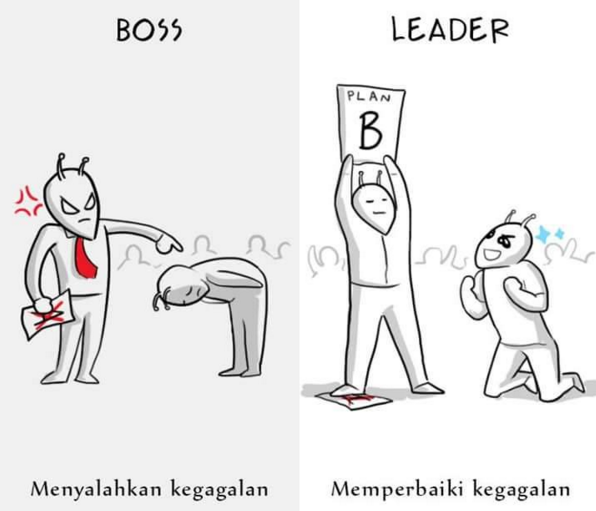 BOSS
LEADER
PLAN
B
Menyalahkan kegagalan
Memperbaiki kegagalan